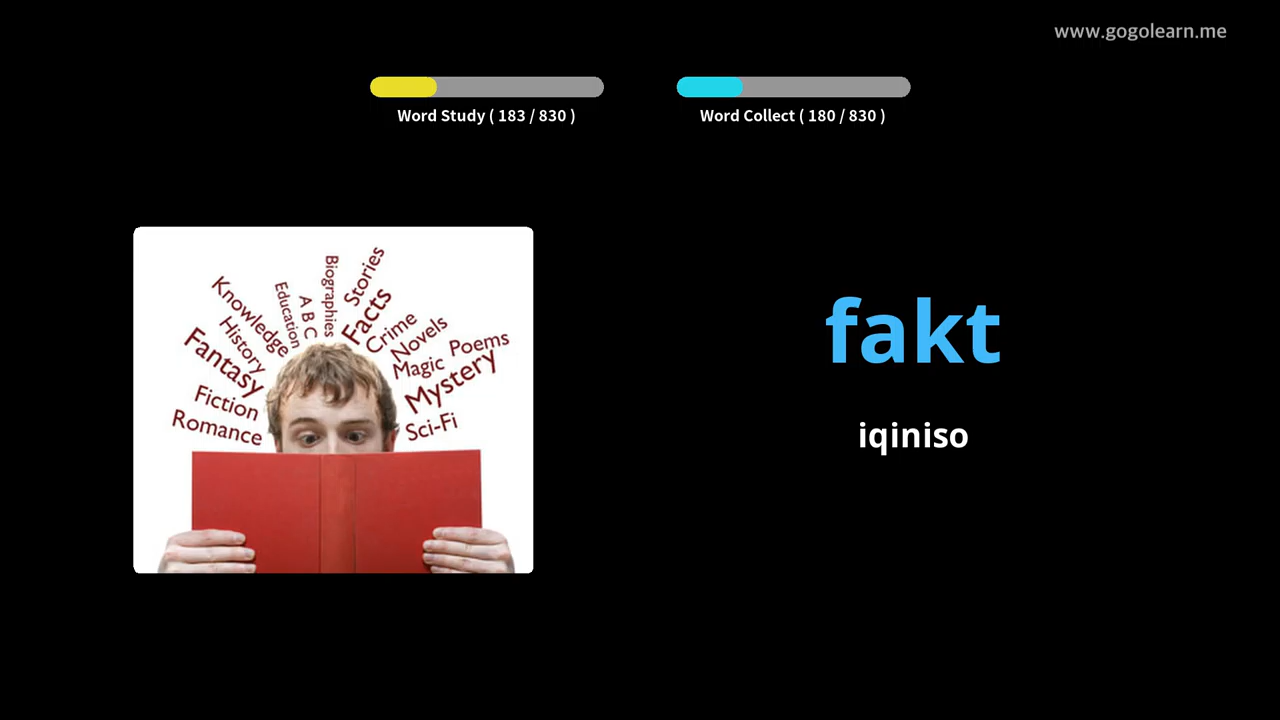 www.gogolearn.me
Word Study ( 183 / 830 )
Word Collect ( 180 / 830 )
Biographies
Stories
Facts
A B C
Education
Knowledge
History
Fantasy
Fiction
Romance
Crime
Novels
Poems
Magic
Mystery
Sci-Fi
fakt
iqiniso